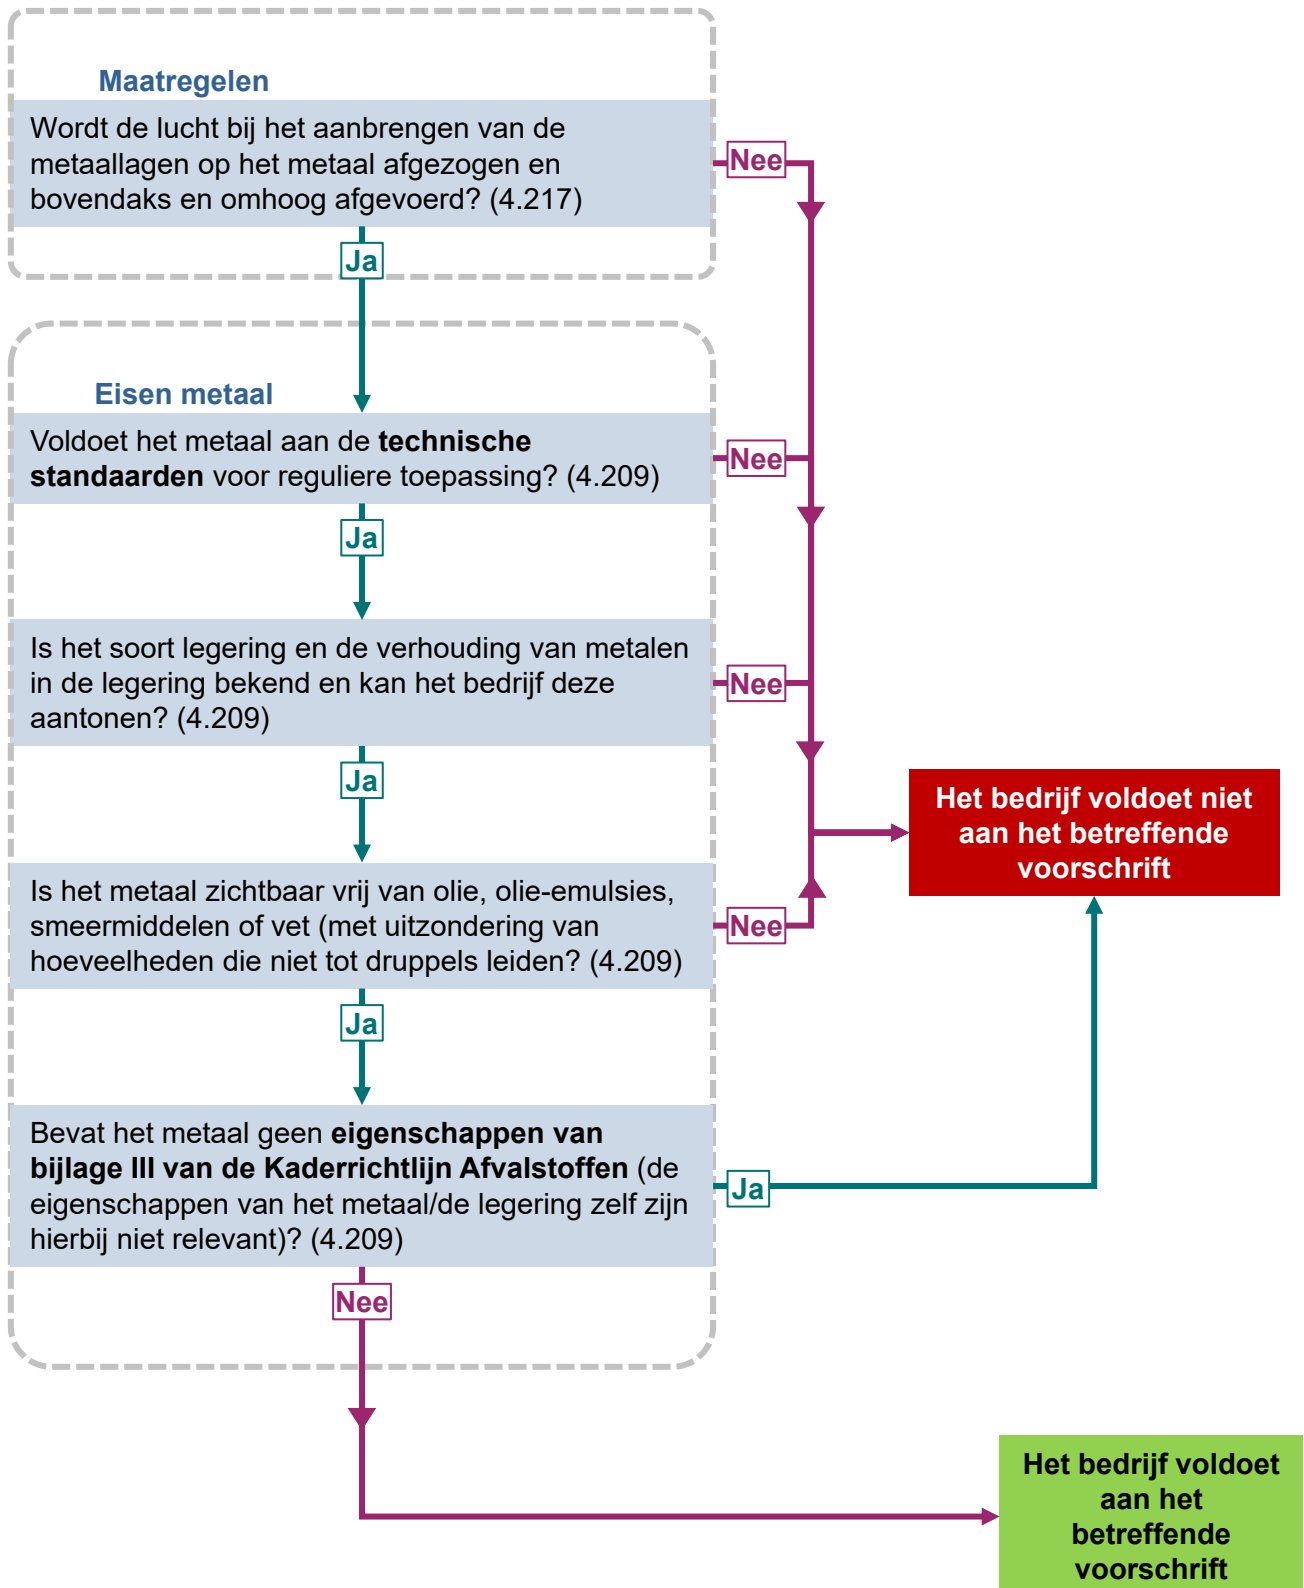 Maatregelen
Wordt de lucht bij het aanbrengen van de
metaallagen op het metaal afgezogen en
bovendaks en omhoog afgevoerd? (4.217)
Nee
Ja
Eisen metaal
Voldoet het metaal aan de technische
standaarden voor reguliere toepassing? (4.209)
Nee
Ja
Is het soort legering en de verhouding van metalen
in de legering bekend en kan het bedrijf deze
aantonen? (4.209)
Nee
Ja
Het bedrijf voldoet niet
aan het betreffende
voorschrift
Is het metaal zichtbaar vrij van olie, olie-emulsies,
smeermiddelen of vet (met uitzondering van
hoeveelheden die niet tot druppels leiden? (4.209)
Nee
Ja
Bevat het metaal geen eigenschappen van
bijlage III van de Kaderrichtlijn Afvalstoffen (de
eigenschappen van het metaal/de legering zelf zijn
hierbij niet relevant)? (4.209)
Ja
Nee
Het bedrijf voldoet
aan het
betreffende
voorschrift